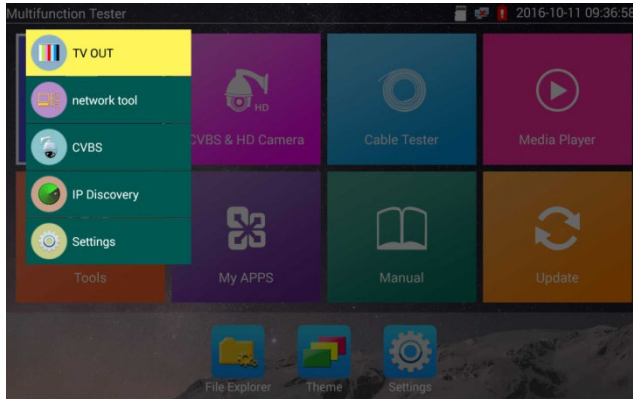 Multifunction Tester
2016-10-11 09:36:58
TV OUT
network tool
CVBS
IP Discovery
Settings
HD
CVBS & HD Camera
Cable Tester
Media Player
Tools
My APPS
Manual
Update
File Explorer
Theme
Settings